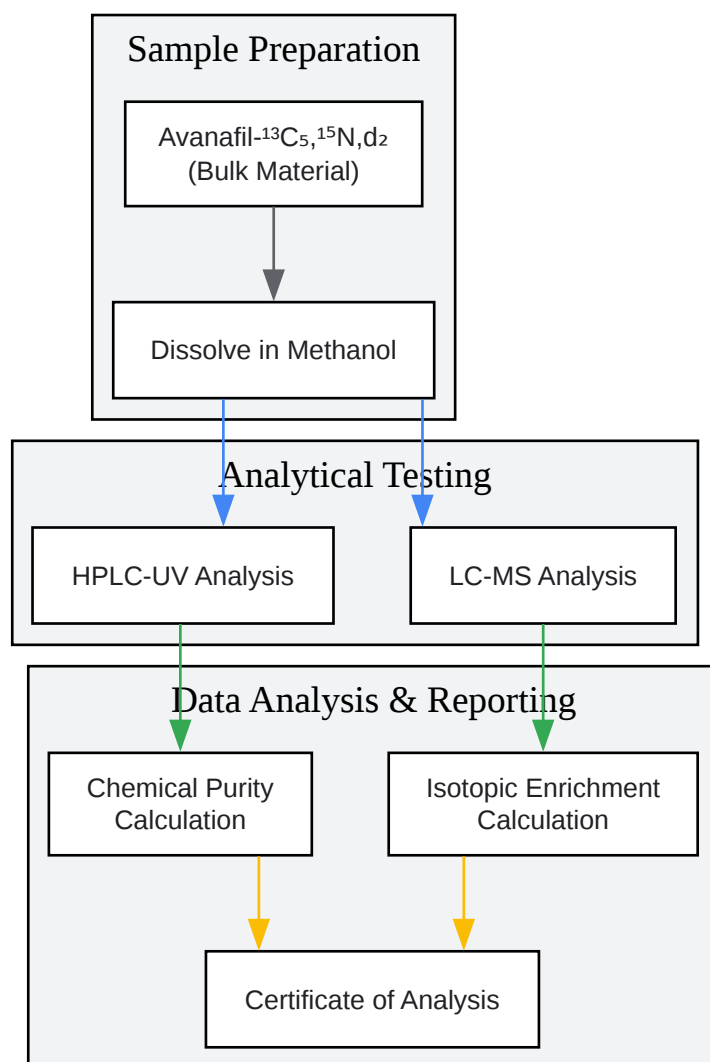 Sample Preparation
Avanafil-¹³C₅,¹⁵N,d₂
(Bulk Material)
Dissolve in Methanol
Analytical Testing
HPLC-UV Analysis
LC-MS Analysis
Data Analysis & Reporting
Chemical Purity
Calculation
Isotopic Enrichment
Calculation
Certificate of Analysis